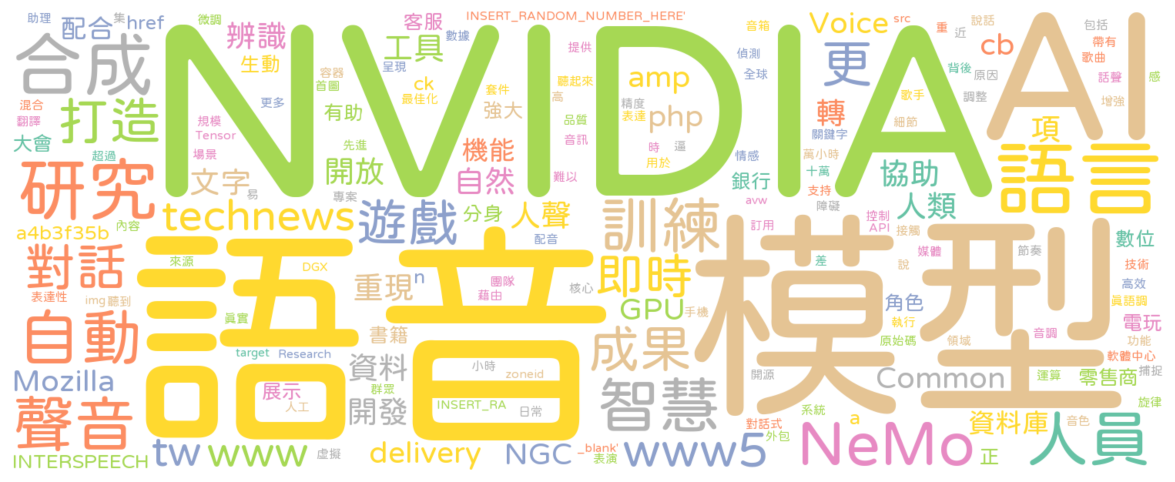 助理 集 微調 客服 INSERT_RANDOM_NUMBER_HERE' 音箱 Voice src 重 近 說話 包括
配合 href 辨識 工具 數據 提供 偵測 cb 帶有
合成 NVIDIA AI 歌曲
生動 容器 呈現 聽起來 amp 全球 更 背後 原因 話聲 感
首圖 ck 套件 高 精度
打造 更多 最佳化 強大 表達 php 轉 歌手 調整 增強
混合 有助 品質 時 逼 關鍵字 細節 項
翻譯 規模 Tensor 先進 音訊 用於 情感 萬小時 語言
大會 超過 場景 機能 十萬 協助
研究 文字 易 開放 自然 難以 銀行 支持 人類
專案 avw 障礙
technews 遊戲 分身 人聲 訓練 訂用 控制 API 接觸 數位
內容 a4b3f35b 配音 媒體 節奏
對話 來源 語音 模型 差 說 技術
DGX n 團隊 即時 高效
表達性 img 聽到 重現 藉由 核心 GPU 手機 角色 眞語調
眞實 執行 音調 電玩
自動 書籍 成果 原始碼 傾域 功能
target Research 資料 小時 軟體中心
Mozilla 群眾 zoneid 開源 Common 運算 捕捉
展示 智慧 零售商
聲音 人工 開發 INSERT_RA 日常 對話式 系統 a 資料庫 音色 旋律
外包
INTERSPEECH tw www 虛擬 delivery NGC _blank' 表演 www5 NeMo 正 人員